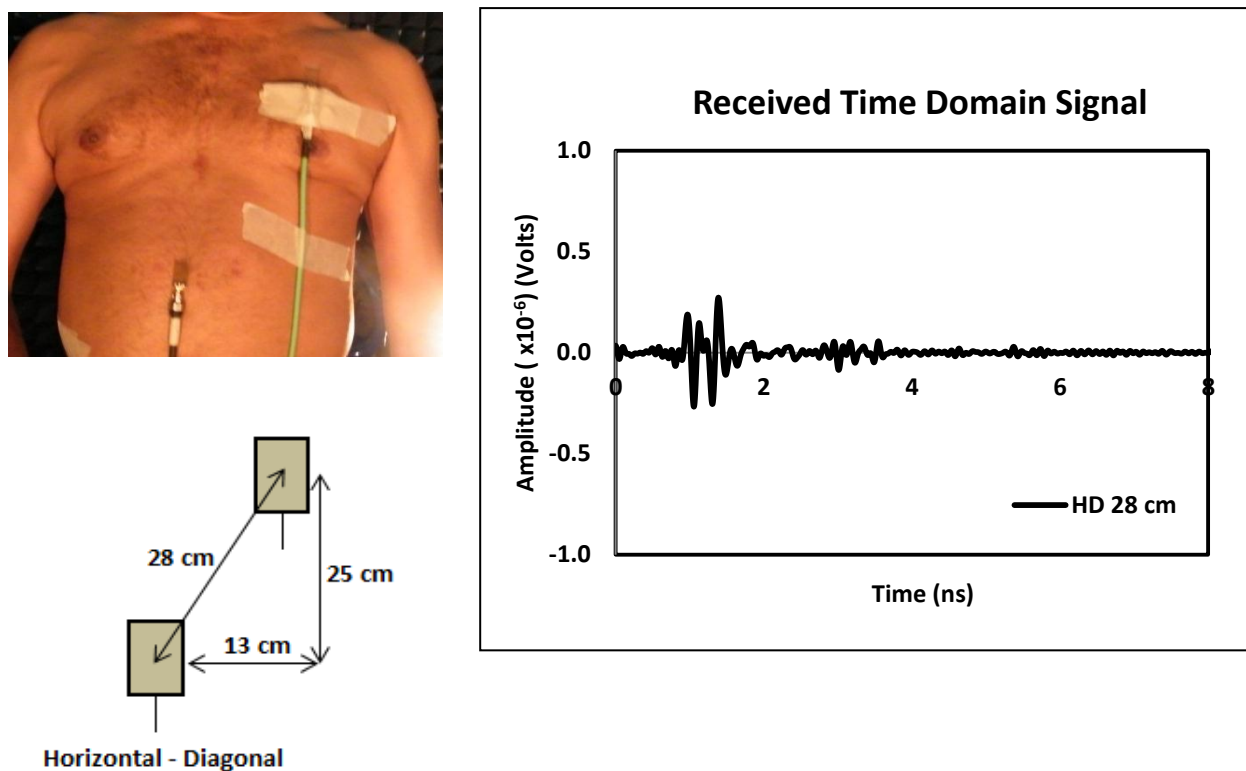 Received Time Domain Signal
1.0
0.5
0.0
-0.5
-1.0
0 2 4 6 8
Amplitude ( x10⁻⁶) (Volts)
HD 28 cm
Time (ns)
28 cm
25 cm
13 cm
Horizontal - Diagonal